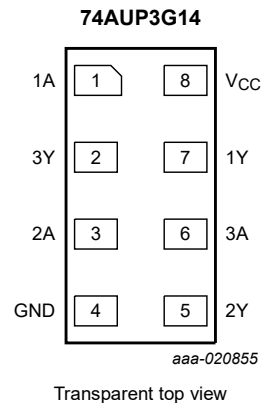 74AUP3G14
1A 1 8 VCC
3Y 2 7 1Y
2A 3 6 3A
GND 4 5 2Y
aaa-020855
Transparent top view